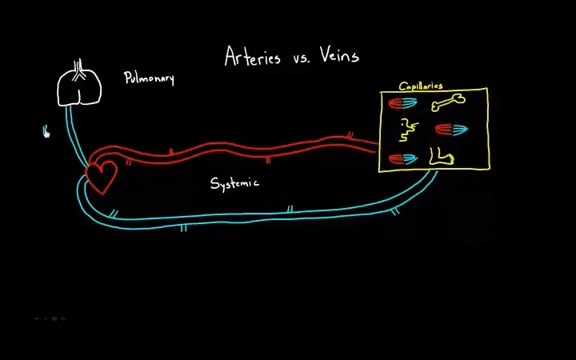 Arteries vs. Veins
Pulmonary
Capillaries
Systemic